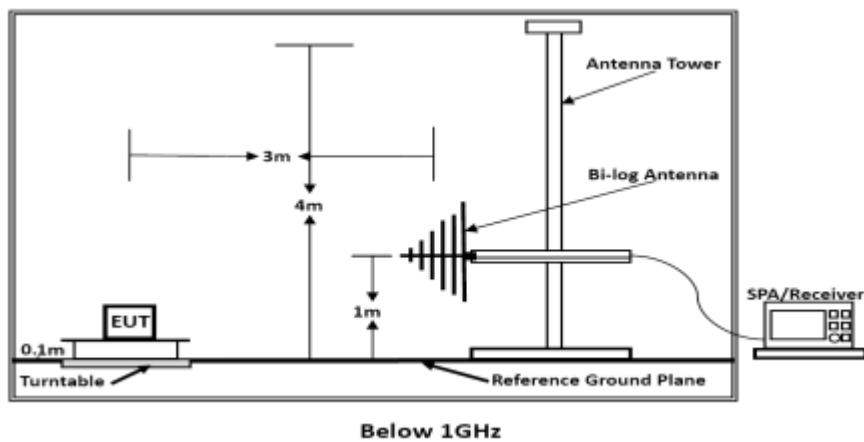 Antenna Tower
3m
Bi-log Antenna
4m
SPA/Receiver
1m
EUT
0.1m
Turntable
Reference Ground Plane
Below 1GHz